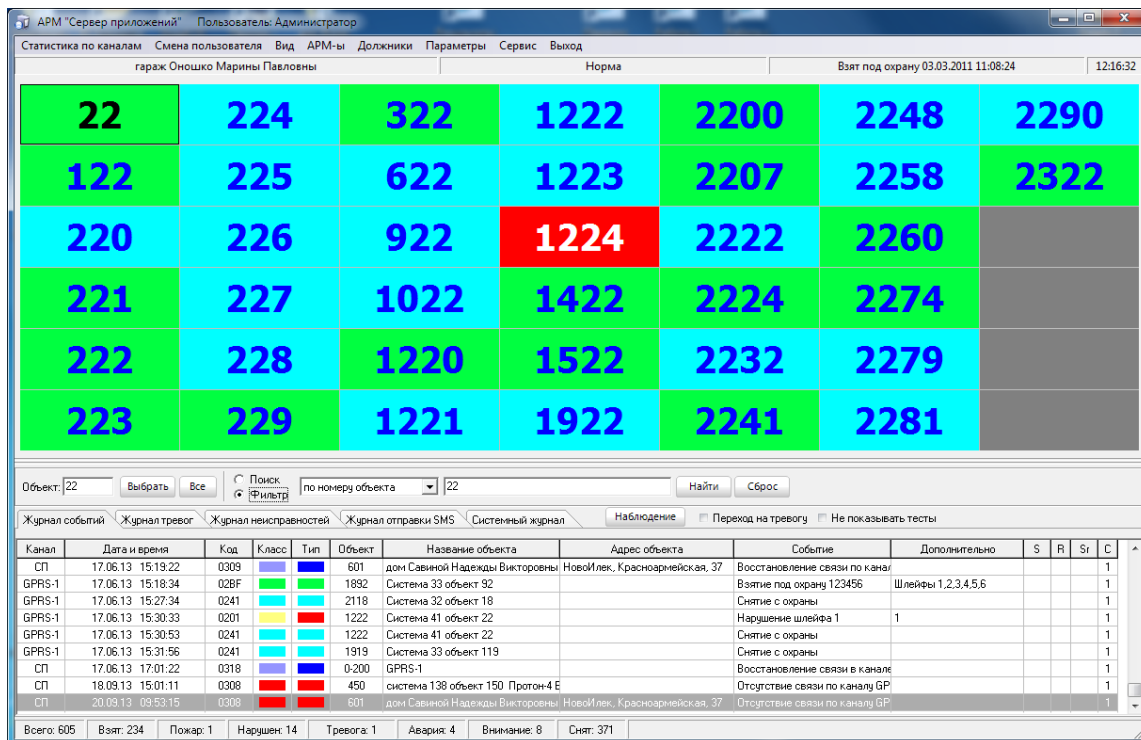 АРМ "Сервер приложений" Пользователь: Администратор
Статистика по каналам Смена пользователя Вид АРМ-ы Должники Параметры Сервис Выход
гараж Оношко Марины Павловны Норма Взят под охрану 03.03.2011 11:08:24 12:16:32
22 224 322 1222 2200 2248 2290
122 225 622 1223 2207 2258 2322
220 226 922 1224 2222 2260
221 227 1022 1422 2224 2274
222 228 1220 1522 2232 2279
223 229 1221 1922 2241 2281
Объект: 22 Выбрать Все Поиск Фильтр по номеру объекта 22 Найти Сброс
Журнал событий Журнал тревог Журнал неисправностей Журнал отправки SMS Системный журнал Наблюдение Переход на тревогу Не показывать тесты
Канал Дата и время Код Класс Тип Объект Название объекта Адрес объекта Событие Дополнительно S R Sr C
СП 17.06.13 15:19:22 0309 601 дом Савиной Надежды Викторовны НовоИлек, Красноармейская, 37 Восстановление связи по канал 1
GPRS-1 17.06.13 15:18:34 02BF 1892 Система 33 объект 92 Взятие под охрану 123456 Шлейфы 1,2,3,4,5,6 1
GPRS-1 17.06.13 15:27:34 0241 2118 Система 32 объект 18 Снятие с охраны 1
GPRS-1 17.06.13 15:30:33 0201 1222 Система 41 объект 22 Нарушение шлейфа 1 1 1
GPRS-1 17.06.13 15:30:53 0241 1222 Система 41 объект 22 Снятие с охраны 1
GPRS-1 17.06.13 15:31:56 0241 1919 Система 33 объект 119 Снятие с охраны 1
СП 17.06.13 17:01:22 0318 0-200 GPRS-1 Восстановление связи в канале 1
СП 18.09.13 15:01:11 0308 450 система 138 объект 150 Протон-4 Е Отсутствие связи по каналу GP 1
СП 20.09.13 09:53:15 0308 601 дом Савиной Надежды Викторовны НовоИлек, Красноармейская, 37 Отсутствие связи по каналу GP 1
Всего: 605 Взят: 234 Пожар: 1 Нарушен: 14 Тревога: 1 Авария: 4 Внимание: 8 Снят: 371